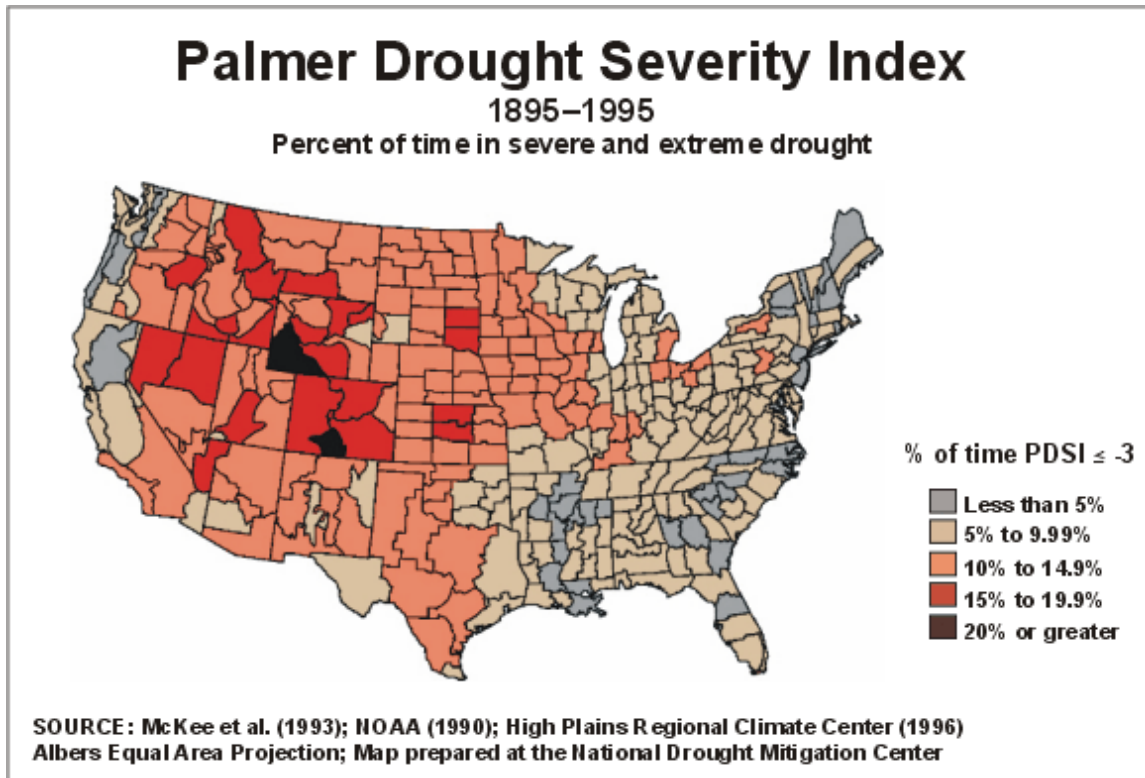 Palmer Drought Severity Index
1895–1995
Percent of time in severe and extreme drought
% of time PDSI ≤ -3
Less than 5%
5% to 9.99%
10% to 14.9%
15% to 19.9%
20% or greater
SOURCE: McKee et al. (1993); NOAA (1990); High Plains Regional Climate Center (1996)
Albers Equal Area Projection; Map prepared at the National Drought Mitigation Center